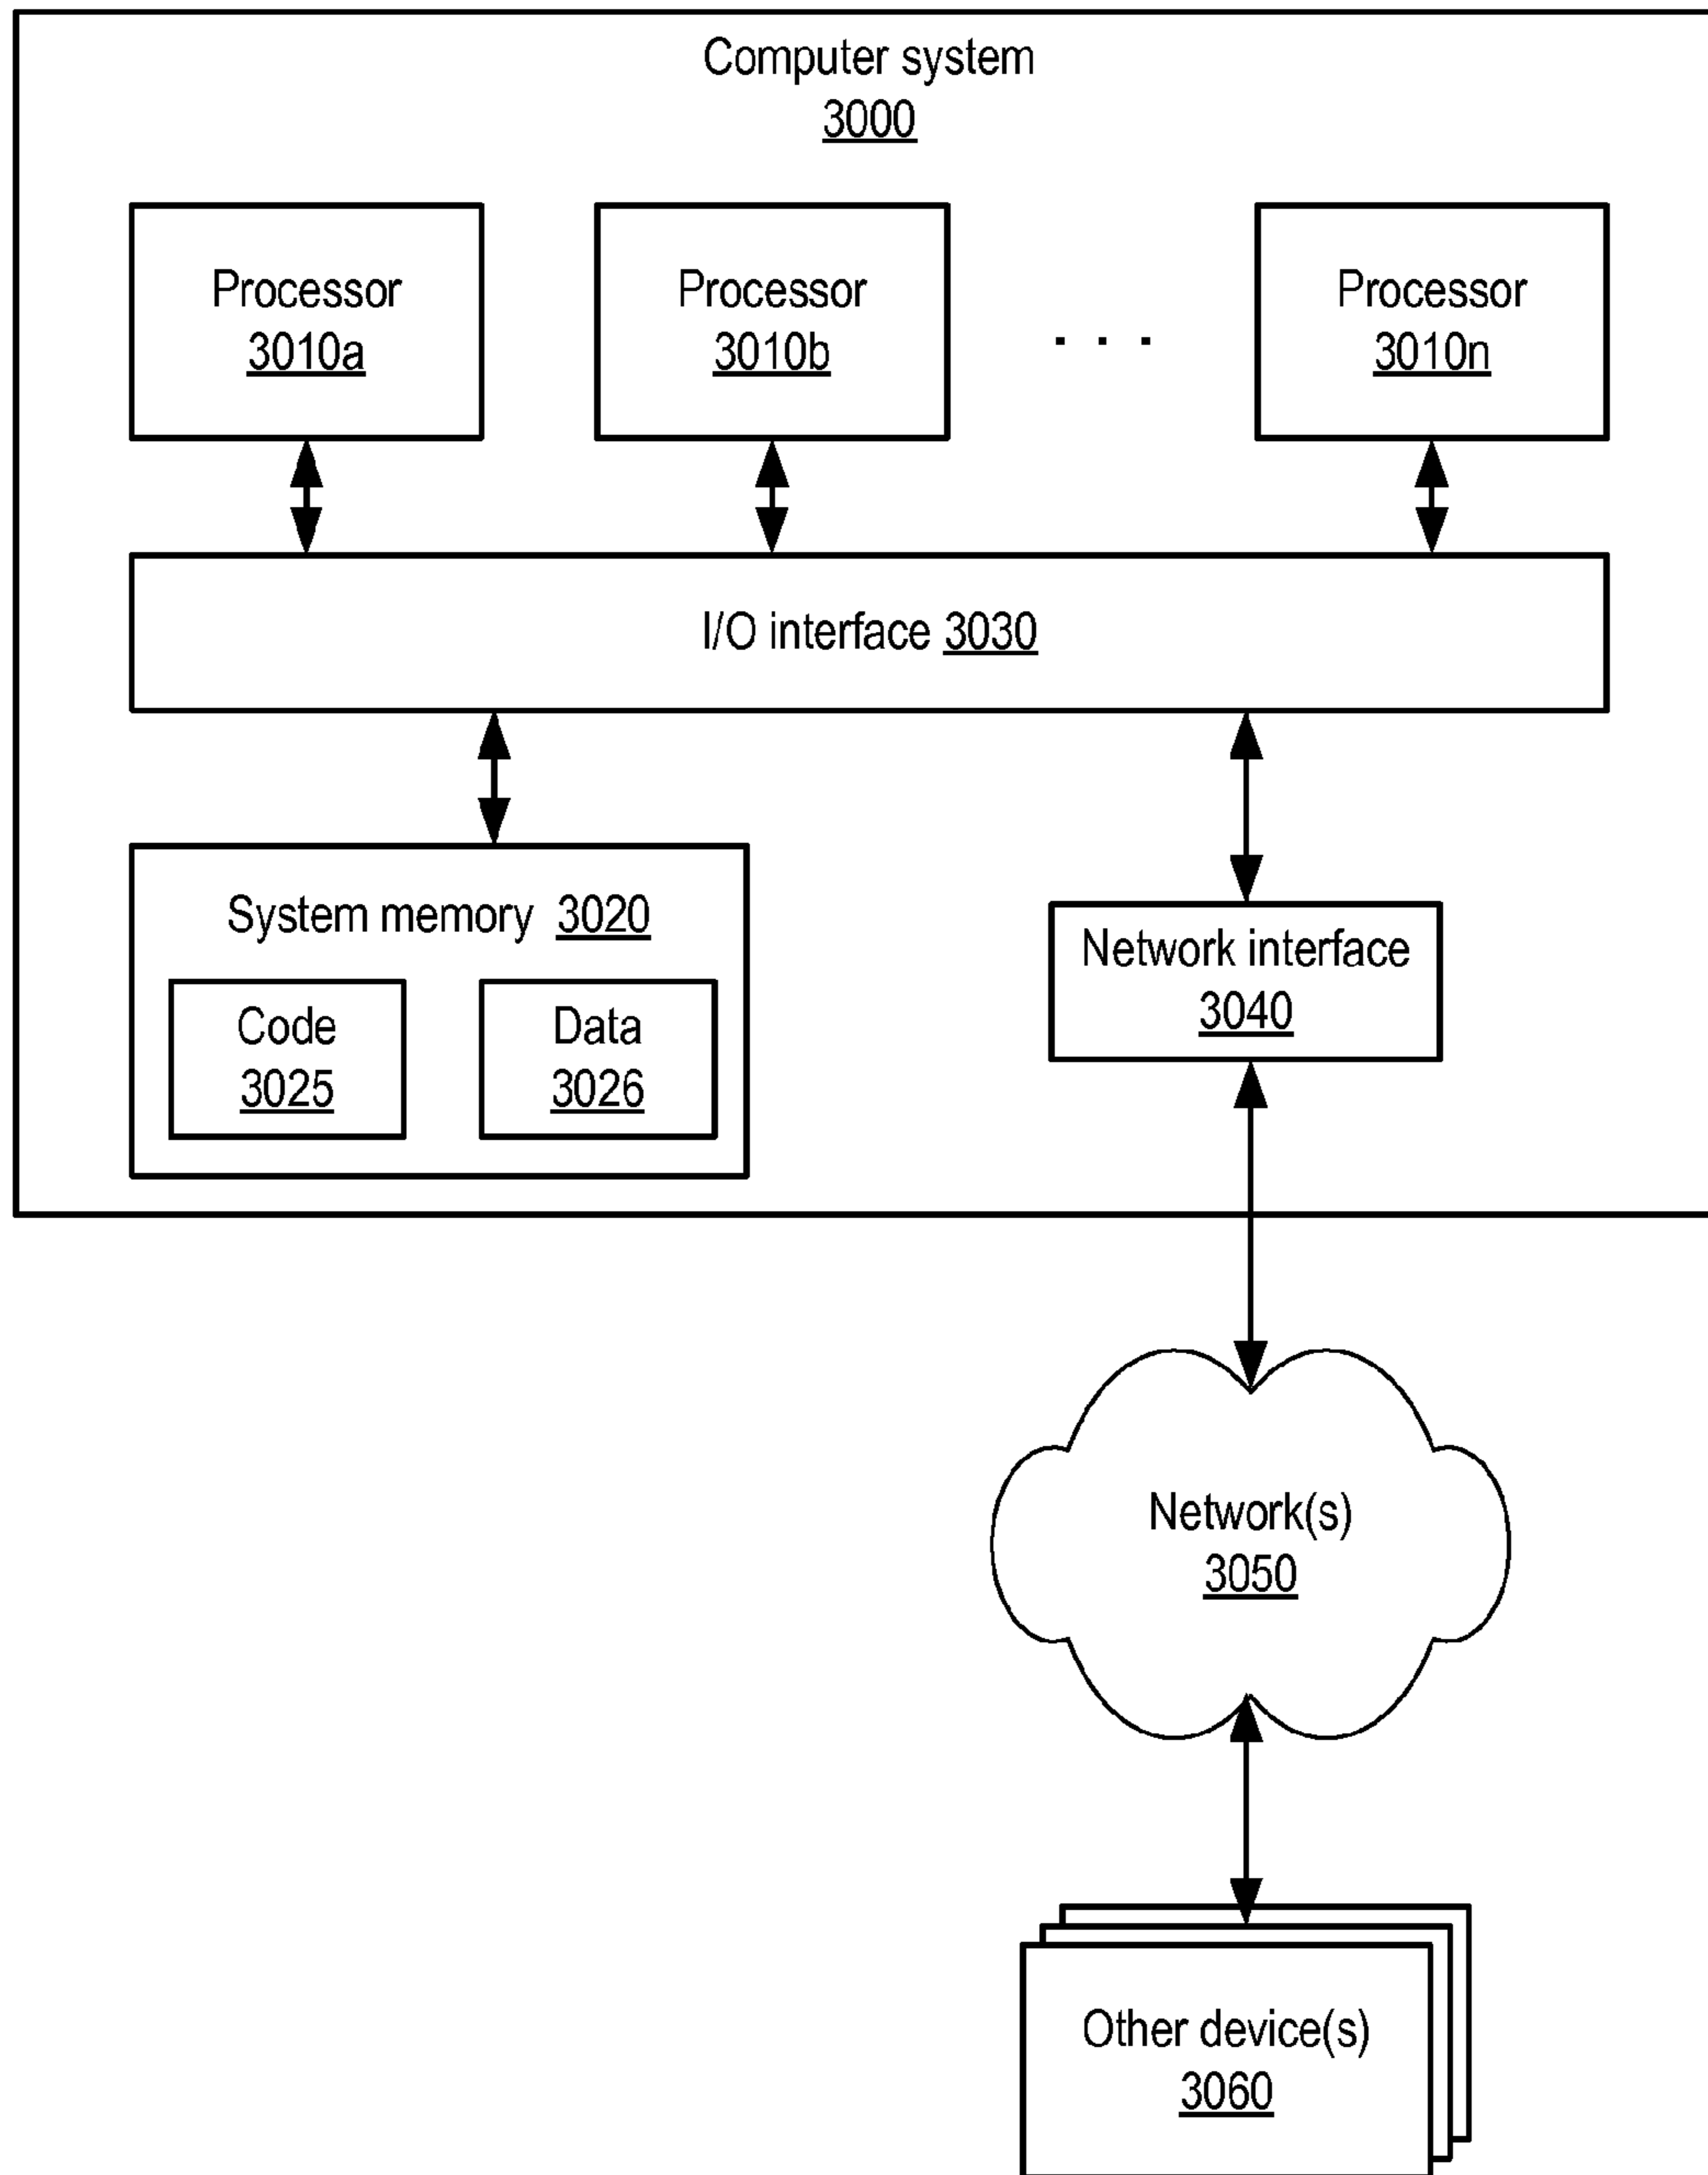 Computer system
3000
Processor
3010a
Processor
3010b
. . .
Processor
3010n
I/O interface 3030
System memory 3020
Code
3025
Data
3026
Network interface
3040
Network(s)
3050
Other device(s)
3060